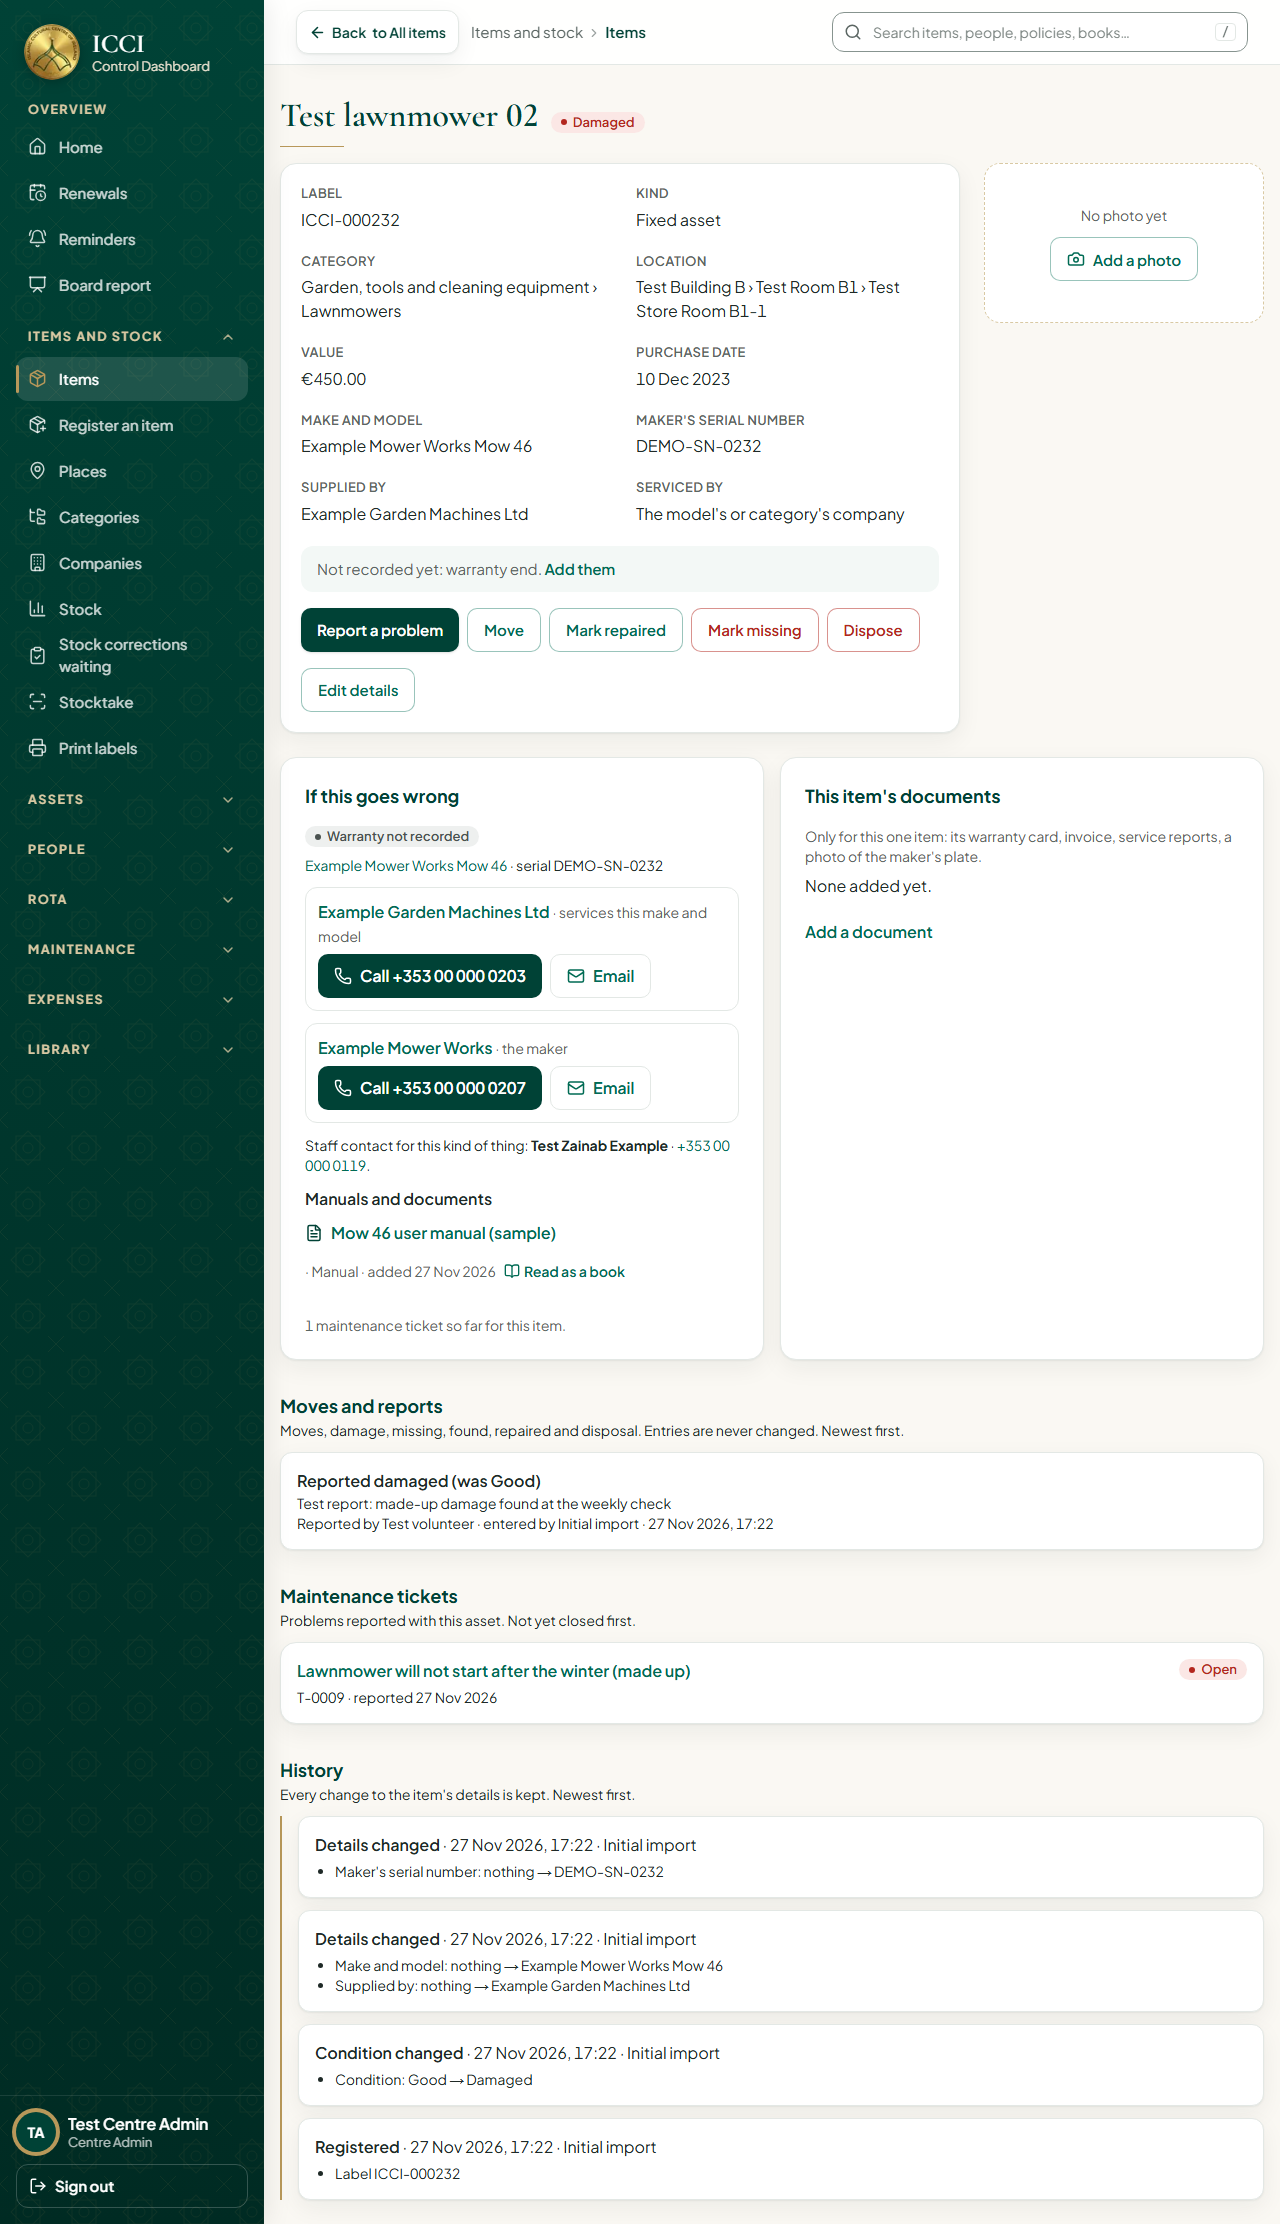 ICCI
Control Dashboard
OVERVIEW
Home
Renewals
Reminders
Board report
ITEMS AND STOCK
Items
Register an item
Places
Categories
Companies
Stock
Stock corrections
waiting
Stocktake
Print labels
ASSETS
PEOPLE
ROTA
MAINTENANCE
EXPENSES
LIBRARY
TA
Test Centre Admin
Centre Admin
Sign out
Back to All items
Items and stock › Items
Search items, people, policies, books…
/
Test lawnmower 02
Damaged
LABEL
ICCI-000232
KIND
Fixed asset
CATEGORY
Garden, tools and cleaning equipment ›
Lawnmowers
LOCATION
Test Building B › Test Room B1 › Test
Store Room B1-1
VALUE
€450.00
PURCHASE DATE
10 Dec 2023
MAKE AND MODEL
Example Mower Works Mow 46
MAKER'S SERIAL NUMBER
DEMO-SN-0232
SUPPLIED BY
Example Garden Machines Ltd
SERVICED BY
The model's or category's company
Not recorded yet: warranty end. Add them
Report a problem
Move
Mark repaired
Mark missing
Dispose
Edit details
No photo yet
Add a photo
If this goes wrong
Warranty not recorded
Example Mower Works Mow 46 · serial DEMO-SN-0232
Example Garden Machines Ltd · services this make and
model
Call +353 00 000 0203
Email
Example Mower Works · the maker
Call +353 00 000 0207
Email
Staff contact for this kind of thing: Test Zainab Example · +353 00
000 0119.
Manuals and documents
Mow 46 user manual (sample)
· Manual · added 27 Nov 2026 Read as a book
1 maintenance ticket so far for this item.
This item's documents
Only for this one item: its warranty card, invoice, service reports, a
photo of the maker's plate.
None added yet.
Add a document
Moves and reports
Moves, damage, missing, found, repaired and disposal. Entries are never changed. Newest first.
Reported damaged (was Good)
Test report: made-up damage found at the weekly check
Reported by Test volunteer · entered by Initial import · 27 Nov 2026, 17:22
Maintenance tickets
Problems reported with this asset. Not yet closed first.
Lawnmower will not start after the winter (made up)
Open
T-0009 · reported 27 Nov 2026
History
Every change to the item's details is kept. Newest first.
Details changed · 27 Nov 2026, 17:22 · Initial import
• Maker's serial number: nothing → DEMO-SN-0232
Details changed · 27 Nov 2026, 17:22 · Initial import
• Make and model: nothing → Example Mower Works Mow 46
• Supplied by: nothing → Example Garden Machines Ltd
Condition changed · 27 Nov 2026, 17:22 · Initial import
• Condition: Good → Damaged
Registered · 27 Nov 2026, 17:22 · Initial import
• Label ICCI-000232